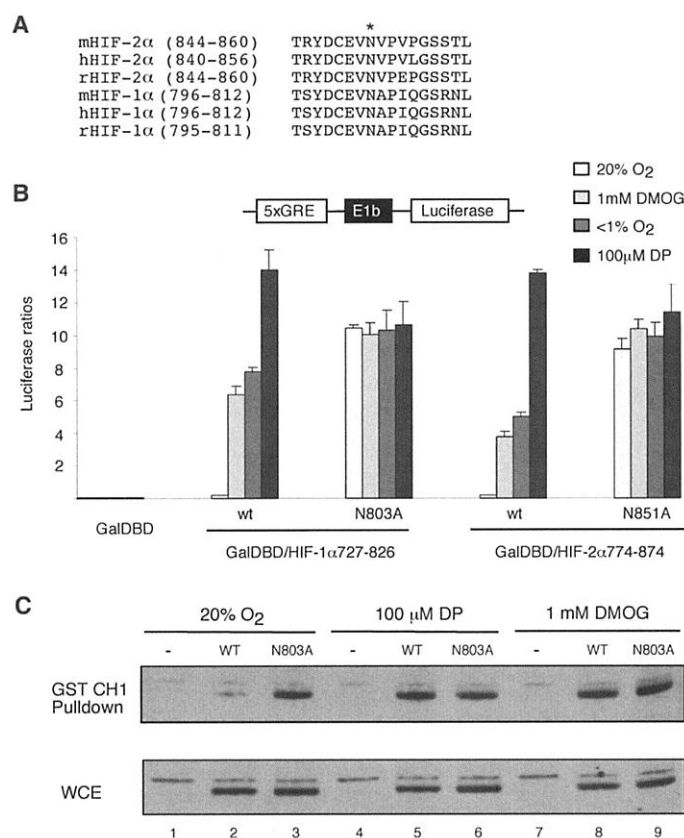 A
*
mHIF-2α (844-860) TRYDCEVNVPVPGSSTL
hHIF-2α (840-856) TRYDCEVNVPVLGSSTL
rHIF-2α (844-860) TRYDCEVNVPEPGSSTL
mHIF-1α (796-812) TSYDCEVNAPIQGSRNL
hHIF-1α (796-812) TSYDCEVNAPIQGSRNL
rHIF-1α (795-811) TSYDCEVNAPIQGSRNL
B
5xGRE E1b Luciferase
20% O2
1mM DMOG
<1% O2
100µM DP
Luciferase ratios
16
14
12
10
8
6
4
2
GalDBD wt N803A wt N851A
GalDBD/HIF-1α727-826 GalDBD/HIF-2α774-874
C
20% O2 100 µM DP 1 mM DMOG
- WT N803A - WT N803A - WT N803A
GST CH1
Pulldown
WCE
1 2 3 4 5 6 7 8 9